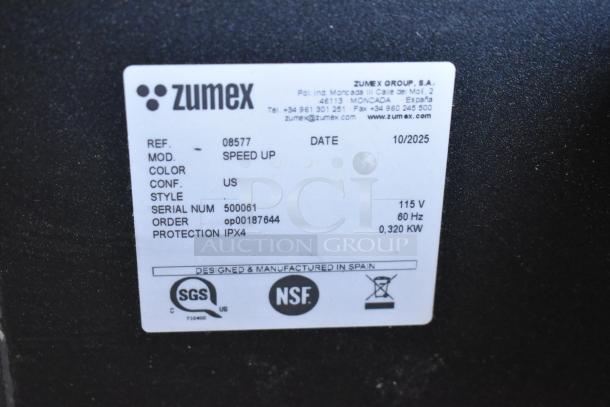 zumex
ZUMEX GROUP, S.A.
Pol. Ind. Moncada III Calle del Molí, 2
46113 MONCADA España
Tel. +34 961 301 251 Fax +34 960 245 500
zumex@zumex.com www.zumex.com
REF. 08577 DATE 10/2025
MOD. SPEED UP
COLOR
CONF. US
STYLE .
SERIAL NUM 500061 115 V
ORDER op00187644 60 Hz
PROTECTION IPX4 0,320 KW
PCI
AUCTION GROUP
DESIGNED & MANUFACTURED IN SPAIN
SGS
C US
NSF.